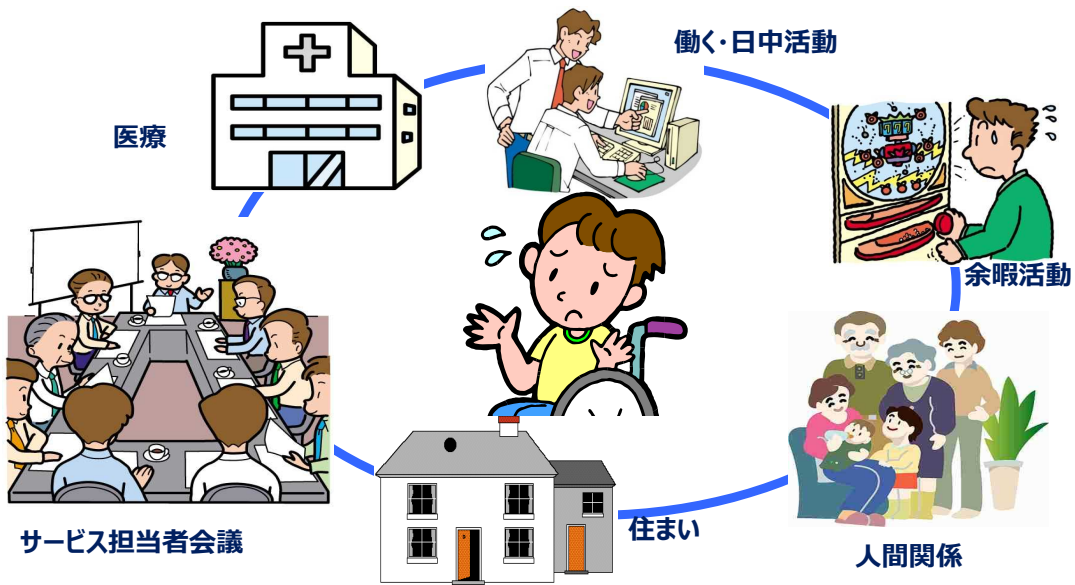 働く・日中活動
医療
余暇活動
サービス担当者会議
住まい
人間関係